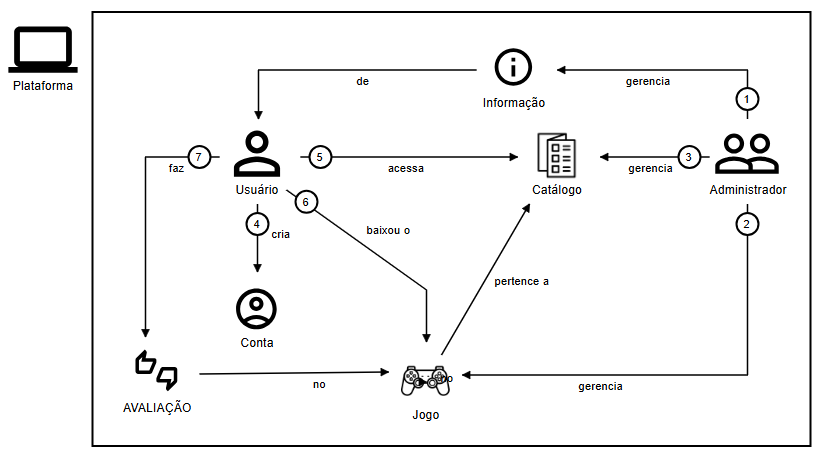 Plataforma
de
Informação
gerencia
1
7
faz
Usuário
5
acessa
Catálogo
3
gerencia
Administrador
6
4
cria
baixou o
2
pertence a
Conta
AVALIAÇÃO
no
no
Jogo
gerencia